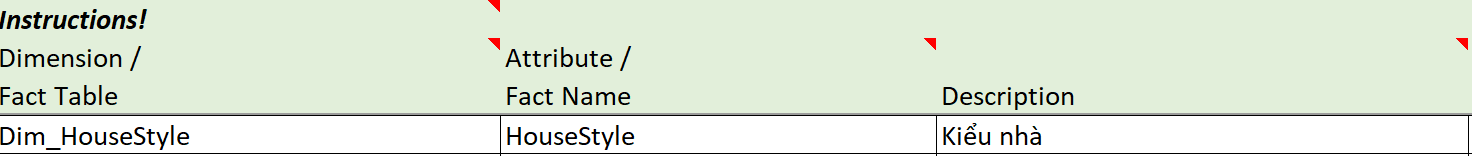 Instructions!
Dimension / Attribute /
Fact Table Fact Name Description
Dim_HouseStyle HouseStyle Kiểu nhà